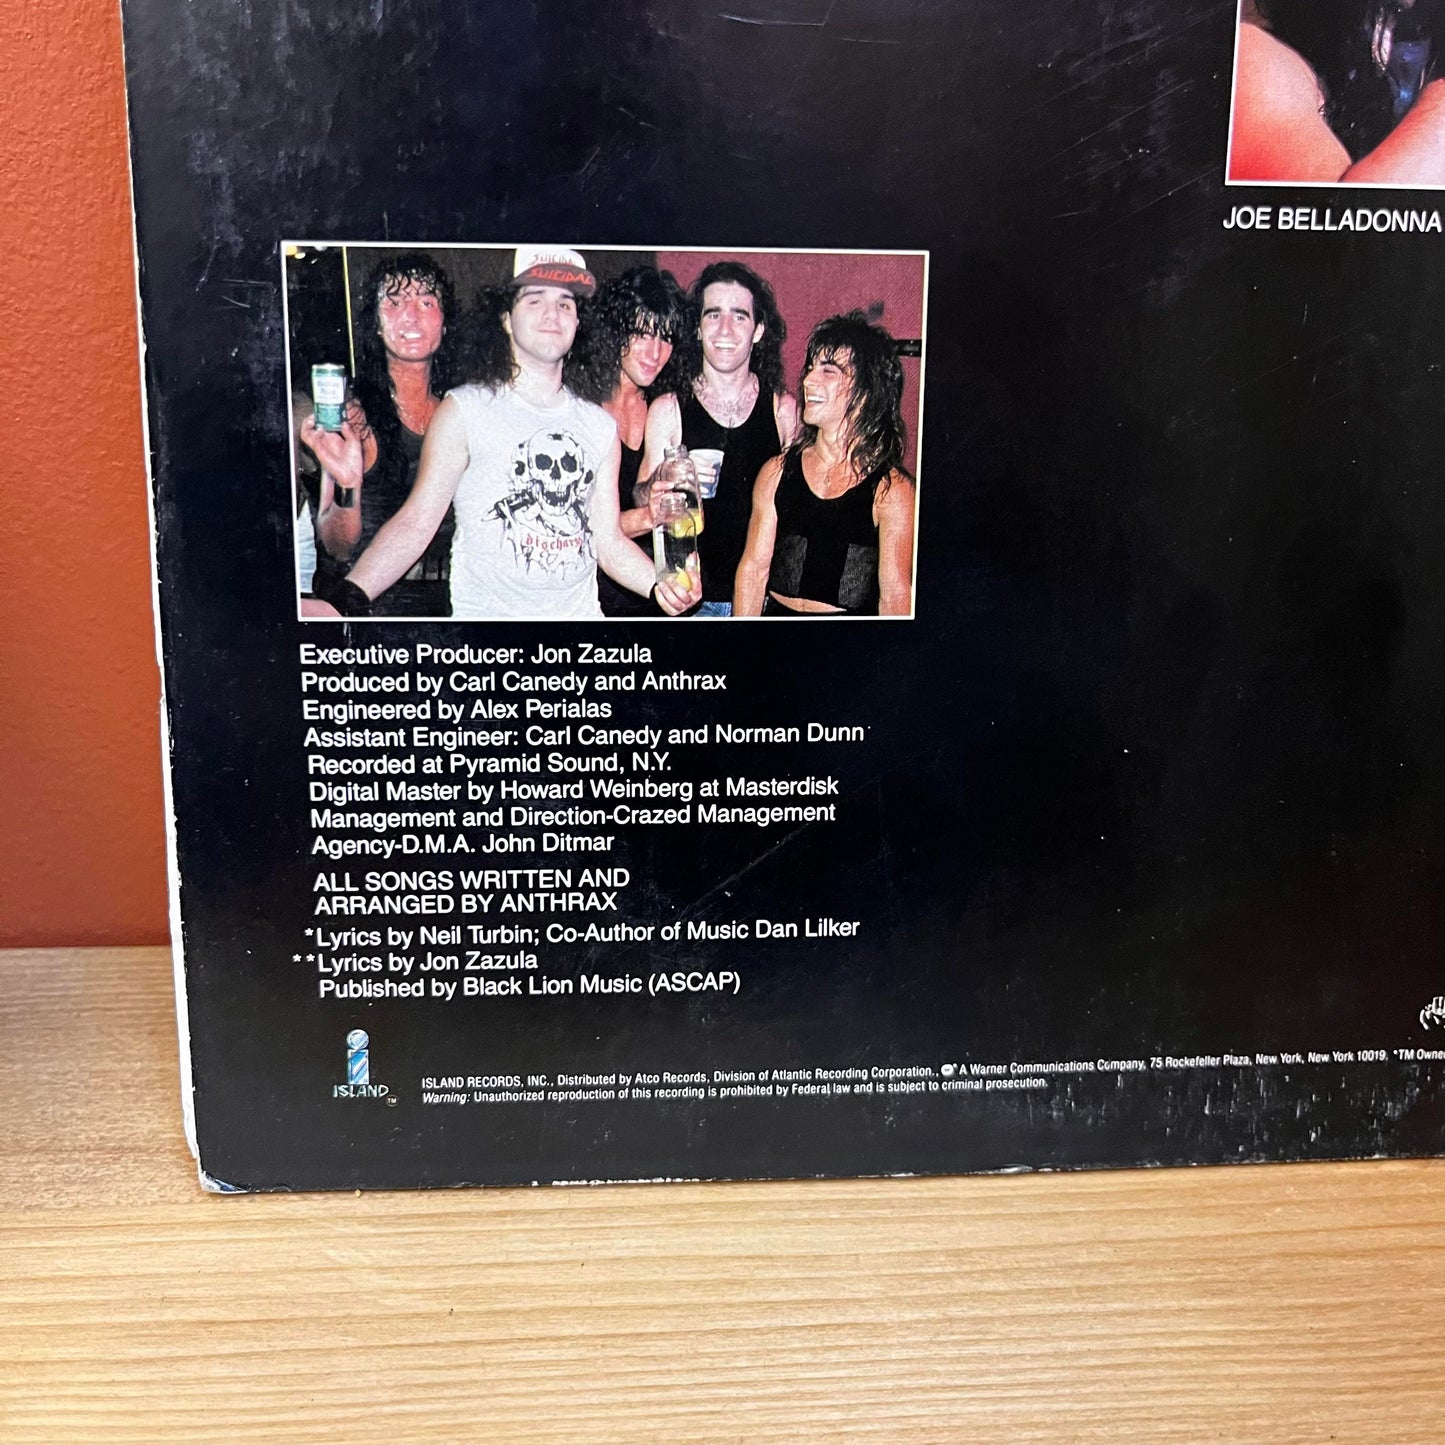 JOE BELLADONNA
SUICIDAL
SUICIDAL
discharge
Executive Producer: Jon Zazula
Produced by Carl Canedy and Anthrax
Engineered by Alex Perialas
Assistant Engineer: Carl Canedy and Norman Dunn
Recorded at Pyramid Sound, N.Y.
Digital Master by Howard Weinberg at Masterdisk
Management and Direction-Crazed Management
Agency-D.M.A. John Ditmar
ALL SONGS WRITTEN AND
ARRANGED BY ANTHRAX
*Lyrics by Neil Turbin; Co-Author of Music Dan Lilker
**Lyrics by Jon Zazula
Published by Black Lion Music (ASCAP)
ISLAND TM
ISLAND RECORDS, INC., Distributed by Atco Records, Division of Atlantic Recording Corporation., * A Warner Communications Company, 75 Rockefeller Plaza, New York, New York 10019. *TM Owned
Warning: Unauthorized reproduction of this recording is prohibited by Federal law and is subject to criminal prosecution.